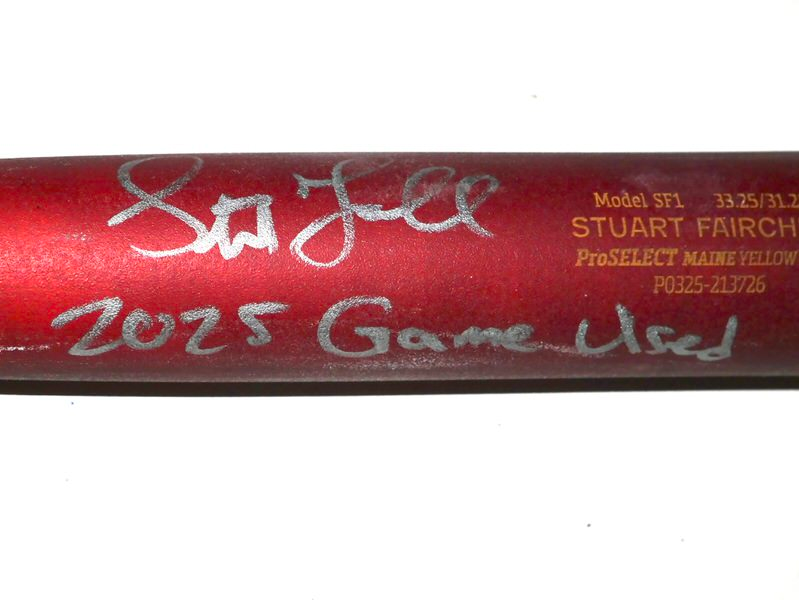 Model SF1 33.25/31.2
STUART FAIRCH
ProSELECT MAINE YELLOW
P0325-213726
2025 Game Used